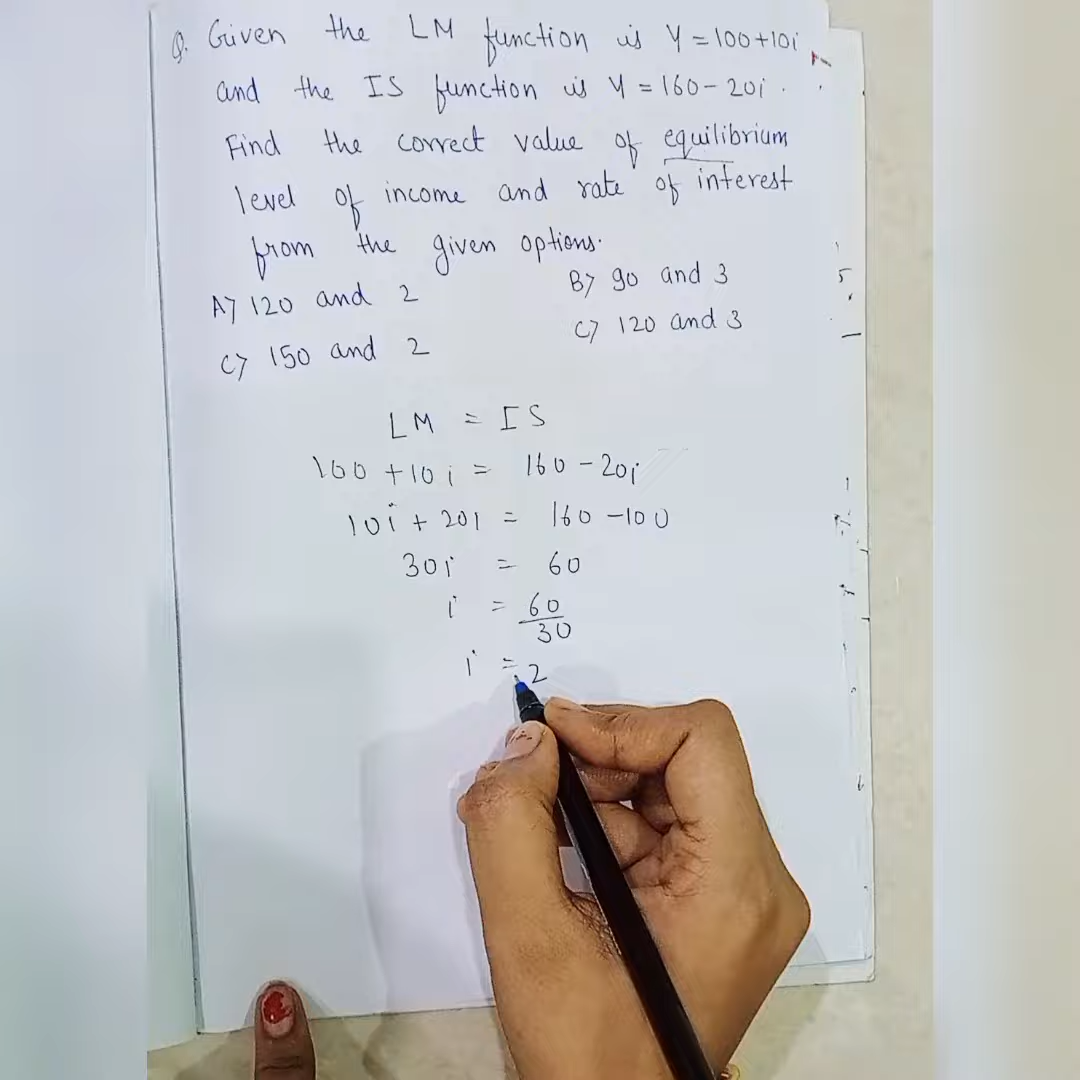 Q. Given the LM function is Y = 100+10i
and the IS function is Y = 160 - 20i.
Find the correct value of equilibrium
level of income and rate of interest
from the given options.
A) 120 and 2 B) 90 and 3
C) 150 and 2 C) 120 and 3
LM = IS
100 + 10i = 160 - 20i
10i + 20i = 160 - 100
30i = 60
i = 60/30
i = 2